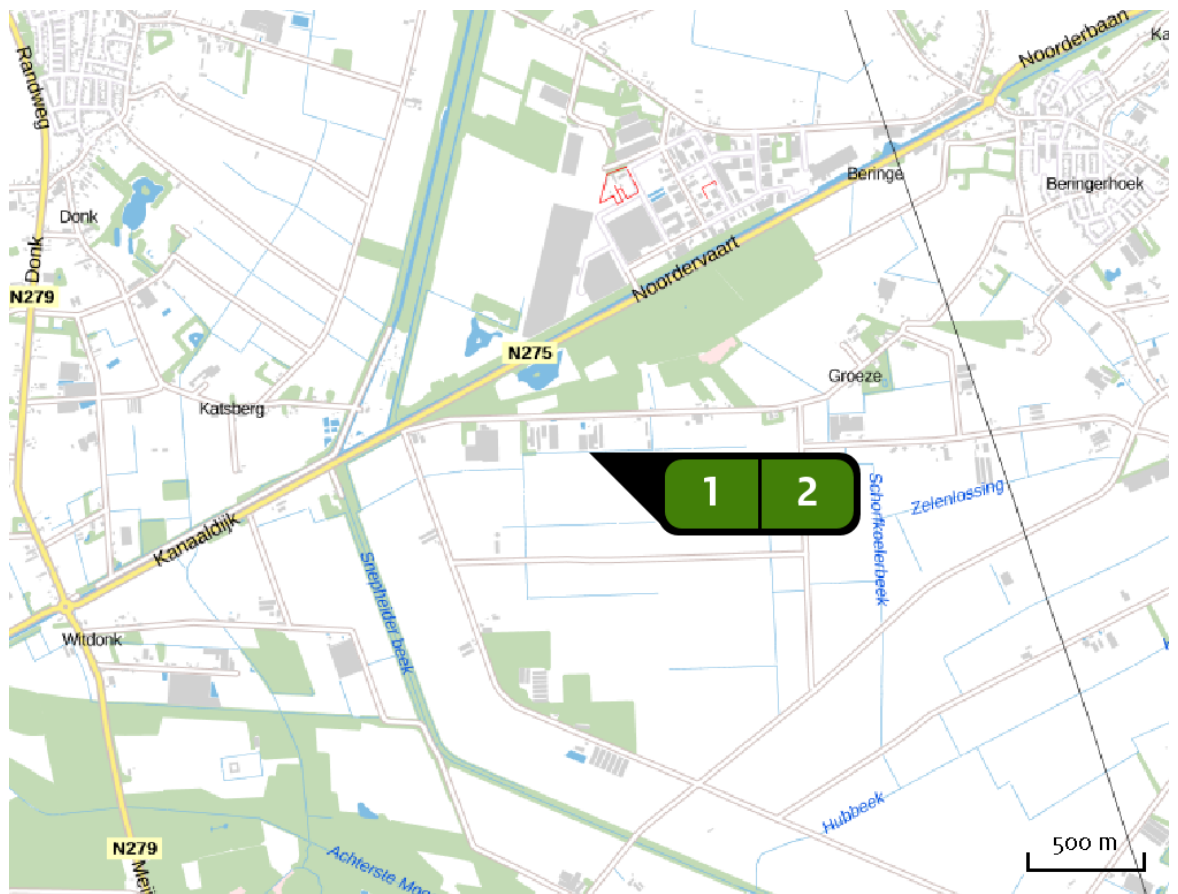 Noorderbaan
Ka
Randweg
Beringe
Beringerhoek
Donk
Donk
Noordervaart
N279
N275
Groeze
Katsberg
1 2
Schorfkoelerbeek
Zelenlossing
Kanaaldijk
Snepheider beek
Witdonk
Hubbeek
500 m
N279
Achterste Mo
Meij